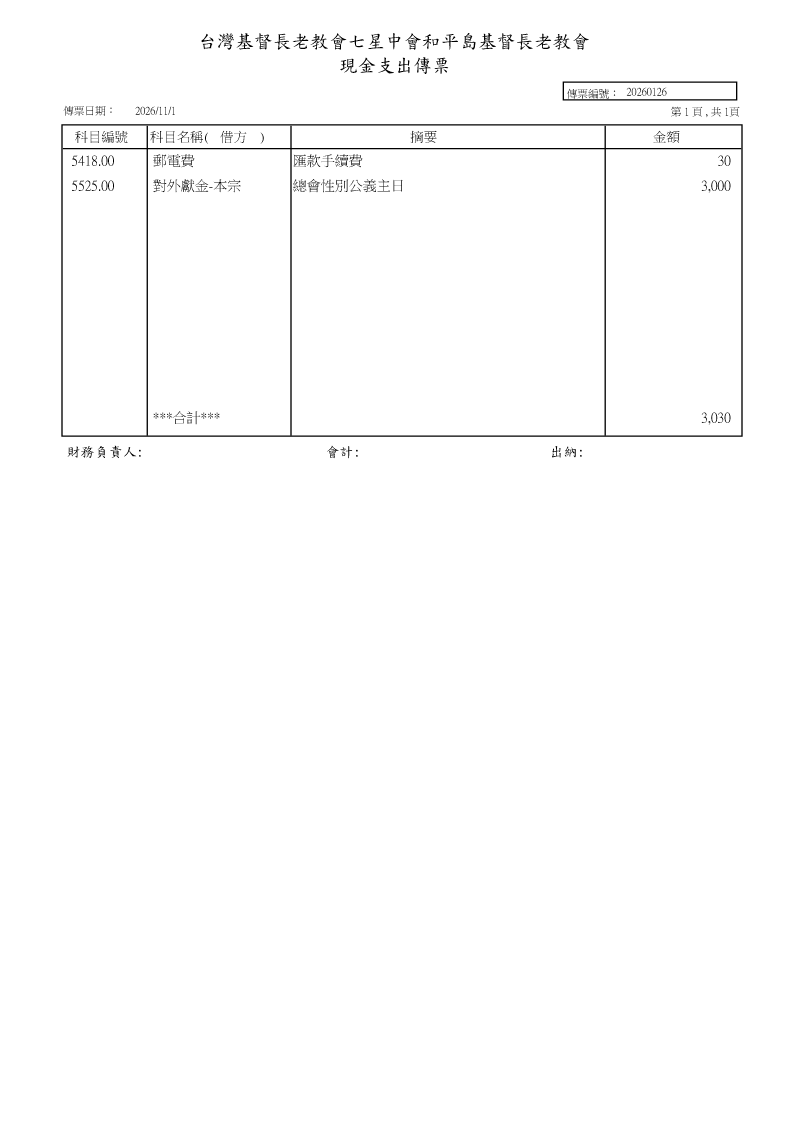 台灣基督長老教會七星中會和平島基督長老教會
現金支出傳票
傳票編號： 20260126
傳票日期： 2026/11/1 第 1 頁 , 共 1頁
科目編號 科目名稱( 借方 ) 摘要 金額
5418.00 郵電費 匯款手續費 30
5525.00 對外獻金-本宗 總會性別公義主日 3,000
***合計*** 3,030
財務負責人: 會計: 出納: